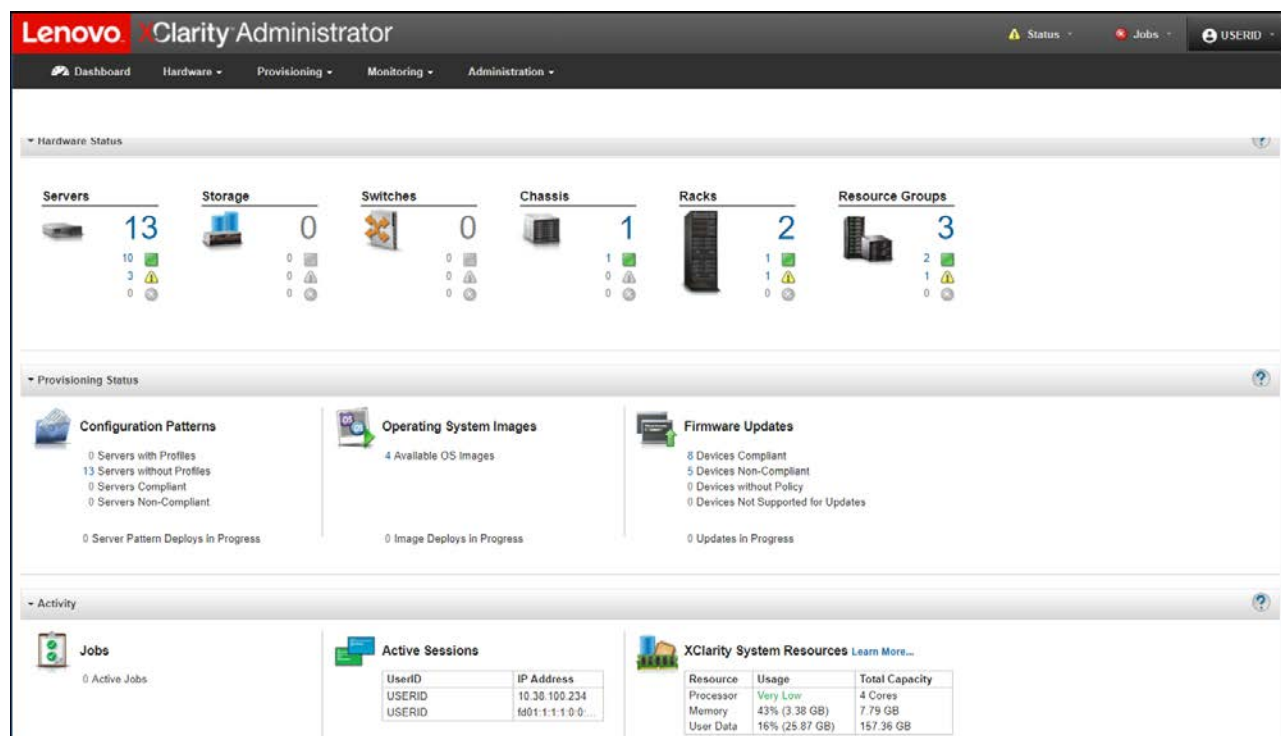 Lenovo. XClarity Administrator
Status
Jobs
USERID
Dashboard Hardware Provisioning Monitoring Administration
Hardware Status
Servers Storage Switches Chassis Racks Resource Groups
13 0 0 1 2 3
10 0 0 1 1 2
3 0 0 0 1 1
0 0 0 0 0 0
Provisioning Status
Configuration Patterns
0 Servers with Profiles
13 Servers without Profiles
0 Servers Compliant
0 Servers Non-Compliant
0 Server Pattern Deploys in Progress
Operating System Images
4 Available OS Images
0 Image Deploys in Progress
Firmware Updates
8 Devices Compliant
5 Devices Non-Compliant
0 Devices without Policy
0 Devices Not Supported for Updates
0 Updates in Progress
Activity
Jobs
0 Active Jobs
Active Sessions
UserID IP Address
USERID 10.38.100.234
USERID fd01:1:1:1:0:0:...
XClarity System Resources Learn More...
Resource Usage Total Capacity
Processor Very Low 4 Cores
Memory 43% (3.38 GB) 7.79 GB
User Data 16% (25.87 GB) 157.36 GB